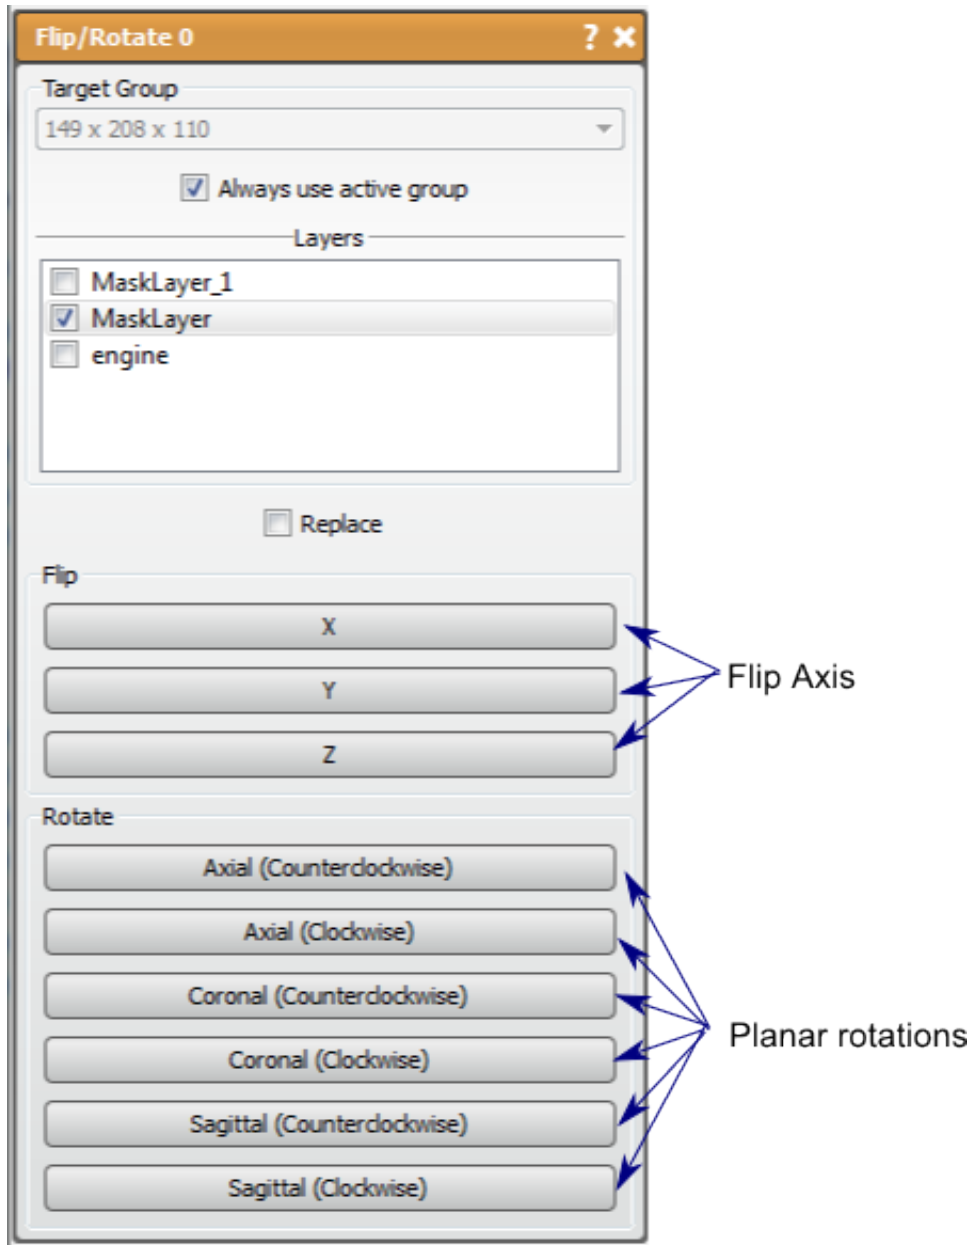 Flip/Rotate 0 ? ×
Target Group
149 x 208 x 110
Always use active group
Layers
MaskLayer_1
MaskLayer
engine
Replace
Flip
X
Y
Z
Flip Axis
Rotate
Axial (Counterclockwise)
Axial (Clockwise)
Coronal (Counterclockwise)
Coronal (Clockwise)
Planar rotations
Sagittal (Counterclockwise)
Sagittal (Clockwise)